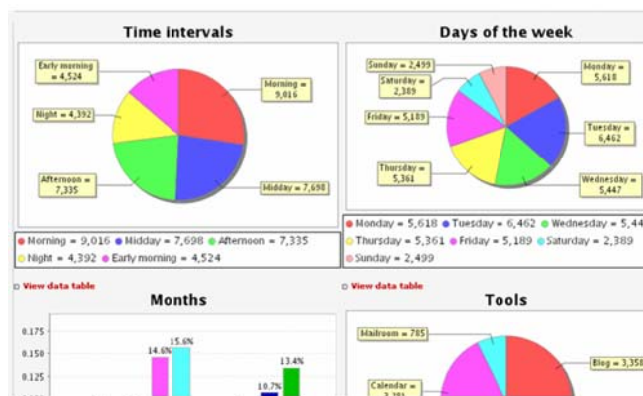 Time intervals
Early morning
= 4,524
Morning =
9,016
Night = 4,392
Afternoon =
7,335
Midday = 7,698
Morning = 9,016 Midday = 7,698 Afternoon = 7,335
Night = 4,392 Early morning = 4,524
View data table
Days of the week
Sunday = 2,499
Monday =
5,618
Saturday =
2,389
Friday = 5,189
Tuesday =
6,462
Thursday =
5,361
Wednesday =
5,447
Monday = 5,618 Tuesday = 6,462 Wednesday = 5,44
Thursday = 5,361 Friday = 5,189 Saturday = 2,389
Sunday = 2,499
View data table
Months
0.175
0.150
0.125
14.6%
15.6%
10.7%
13.4%
Tools
Mailroom = 785
Blog = 3,358
Calendar =